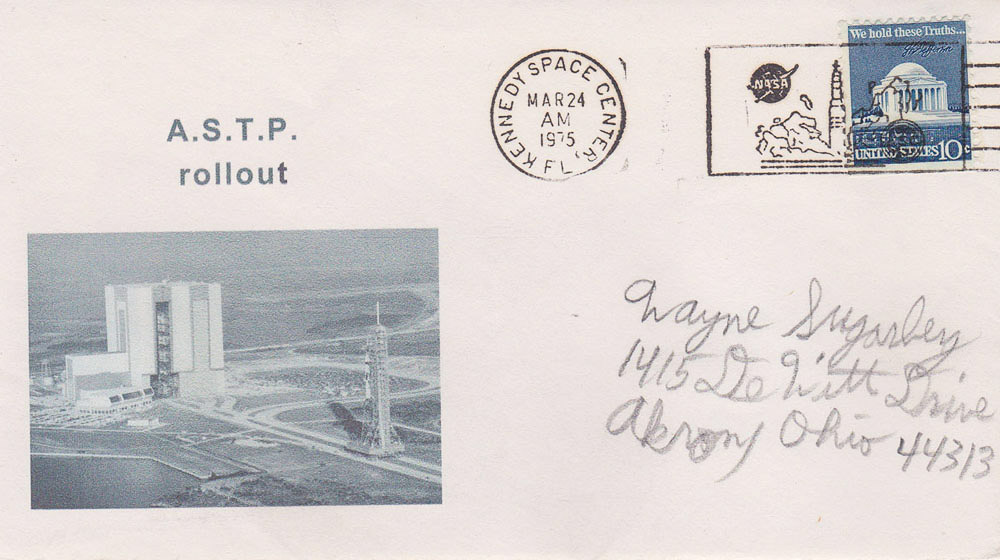 A.S.T.P.
rollout
KENNEDY SPACE CENTER, FL
MAR 24
AM
1975
NASA
We hold these Truths...
UNITED STATES 10c
Wayne Sugarbey
1415 DeWitt Drive
Akron, Ohio 44313